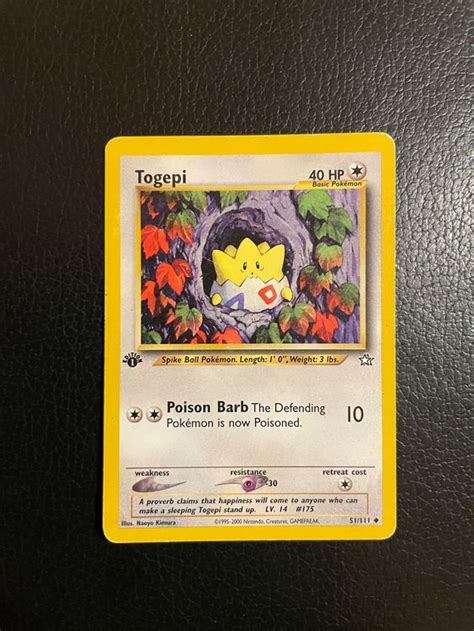 Togepi 40 HP
Basic Pokémon
EDITION
1
Spike Ball Pokémon. Length: 1' 0", Weight: 3 lbs.
Poison Barb The Defending 10
Pokémon is now Poisoned.
weakness resistance retreat cost
-30
A proverb claims that happiness will come to anyone who can
make a sleeping Togepi stand up. LV. 14 #175
Illus. Naoyo Kimura ©1995-2000 Nintendo, Creatures, GAMEFREAK. 51/111